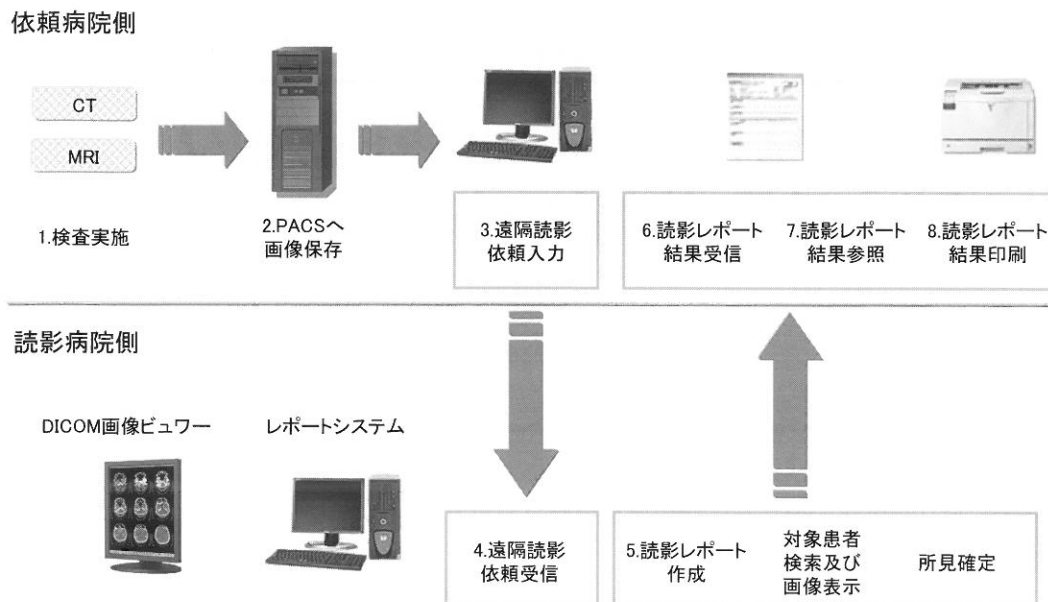 依頼病院側
CT
MRI
1.検査実施
2.PACSへ
画像保存
3.遠隔読影
依頼入力
6.読影レポート
結果受信
7.読影レポート
結果参照
8.読影レポート
結果印刷
読影病院側
DICOM画像ビュワー
レポートシステム
4.遠隔読影
依頼受信
5.読影レポート
作成
対象患者
検索及び
画像表示
所見確定